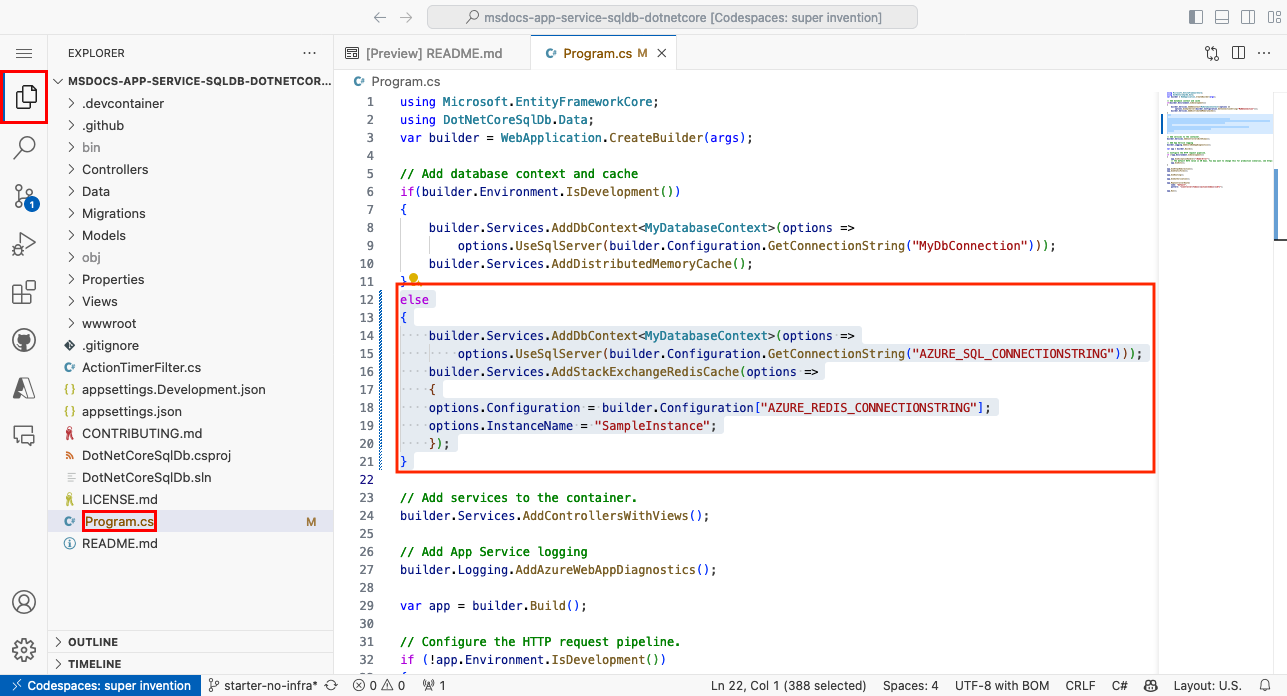 msdocs-app-service-sqldb-dotnetcore [Codespaces: super invention]
EXPLORER
MSDOCS-APP-SERVICE-SQLDB-DOTNETCOR...
.devcontainer
.github
bin
Controllers
Data
Migrations
Models
obj
Properties
Views
wwwroot
.gitignore
C# ActionTimerFilter.cs
{} appsettings.Development.json
{} appsettings.json
CONTRIBUTING.md
DotNetCoreSqlDb.csproj
DotNetCoreSqlDb.sln
LICENSE.md
C# Program.cs M
README.md
OUTLINE
TIMELINE
1
[Preview] README.md
C# Program.cs M
C# Program.cs
1 using Microsoft.EntityFrameworkCore;
2 using DotNetCoreSqlDb.Data;
3 var builder = WebApplication.CreateBuilder(args);
4
5 // Add database context and cache
6 if(builder.Environment.IsDevelopment())
7 {
8 builder.Services.AddDbContext<MyDatabaseContext>(options =>
9 options.UseSqlServer(builder.Configuration.GetConnectionString("MyDbConnection")));
10 builder.Services.AddDistributedMemoryCache();
11 }
12 else
13 {
14 builder.Services.AddDbContext<MyDatabaseContext>(options =>
15 options.UseSqlServer(builder.Configuration.GetConnectionString("AZURE_SQL_CONNECTIONSTRING")));
16 builder.Services.AddStackExchangeRedisCache(options =>
17 {
18 options.Configuration = builder.Configuration["AZURE_REDIS_CONNECTIONSTRING"];
19 options.InstanceName = "SampleInstance";
20 });
21 }
22
23 // Add services to the container.
24 builder.Services.AddControllersWithViews();
25
26 // Add App Service logging
27 builder.Logging.AddAzureWebAppDiagnostics();
28
29 var app = builder.Build();
30
31 // Configure the HTTP request pipeline.
32 if (!app.Environment.IsDevelopment())
Codespaces: super invention starter-no-infra* 0 0 1 Ln 22, Col 1 (388 selected) Spaces: 4 UTF-8 with BOM CRLF C# Layout: U.S.